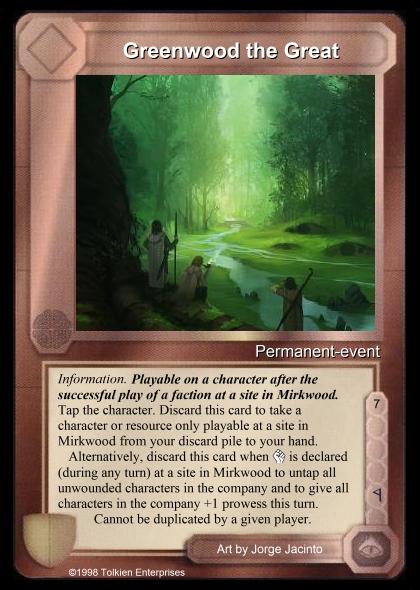 Greenwood the Great
Permanent-event
Information. Playable on a character after the
successful play of a faction at a site in Mirkwood.
Tap the character. Discard this card to take a
character or resource only playable at a site in
Mirkwood from your discard pile to your hand.
Alternatively, discard this card when is declared
(during any turn) at a site in Mirkwood to untap all
unwounded characters in the company and to give all
characters in the company +1 prowess this turn.
Cannot be duplicated by a given player.
7
Art by Jorge Jacinto
©1998 Tolkien Enterprises